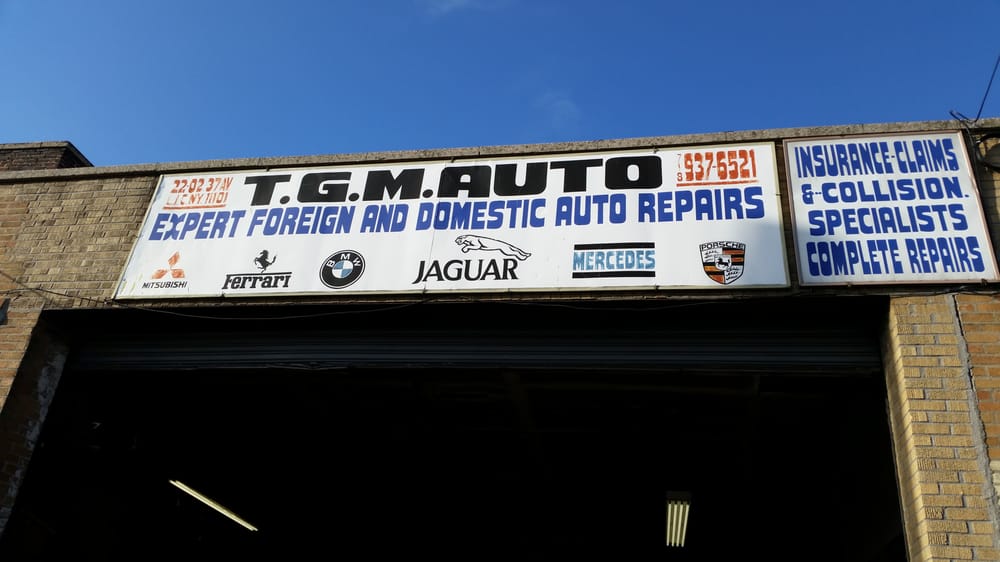 22-02 37-AV
L.I.C NY 11101
T.G.M.AUTO
718 937-6521
EXPERT FOREIGN AND DOMESTIC AUTO REPAIRS
MITSUBISHI
Ferrari
BMW
JAGUAR
MERCEDES
PORSCHE
INSURANCE-CLAIMS
& COLLISION.
SPECIALISTS
COMPLETE REPAIRS